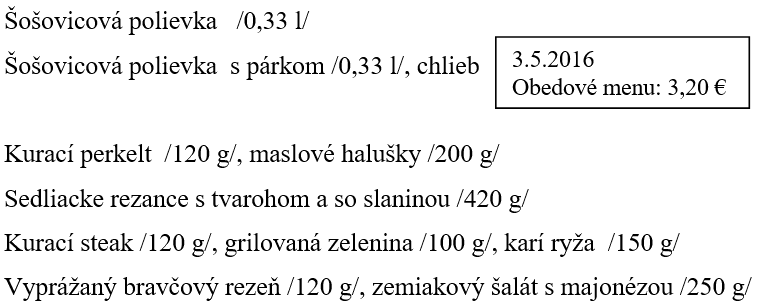 Šošovicová polievka /0,33 l/
Šošovicová polievka s párkom /0,33 l/, chlieb
3.5.2016
Obedové menu: 3,20 €
Kurací perkelt /120 g/, maslové halušky /200 g/
Sedliacke rezance s tvarohom a so slaninou /420 g/
Kurací steak /120 g/, grilovaná zelenina /100 g/, karí ryža /150 g/
Vyprážaný bravčový rezeň /120 g/, zemiakový šalát s majonézou /250 g/